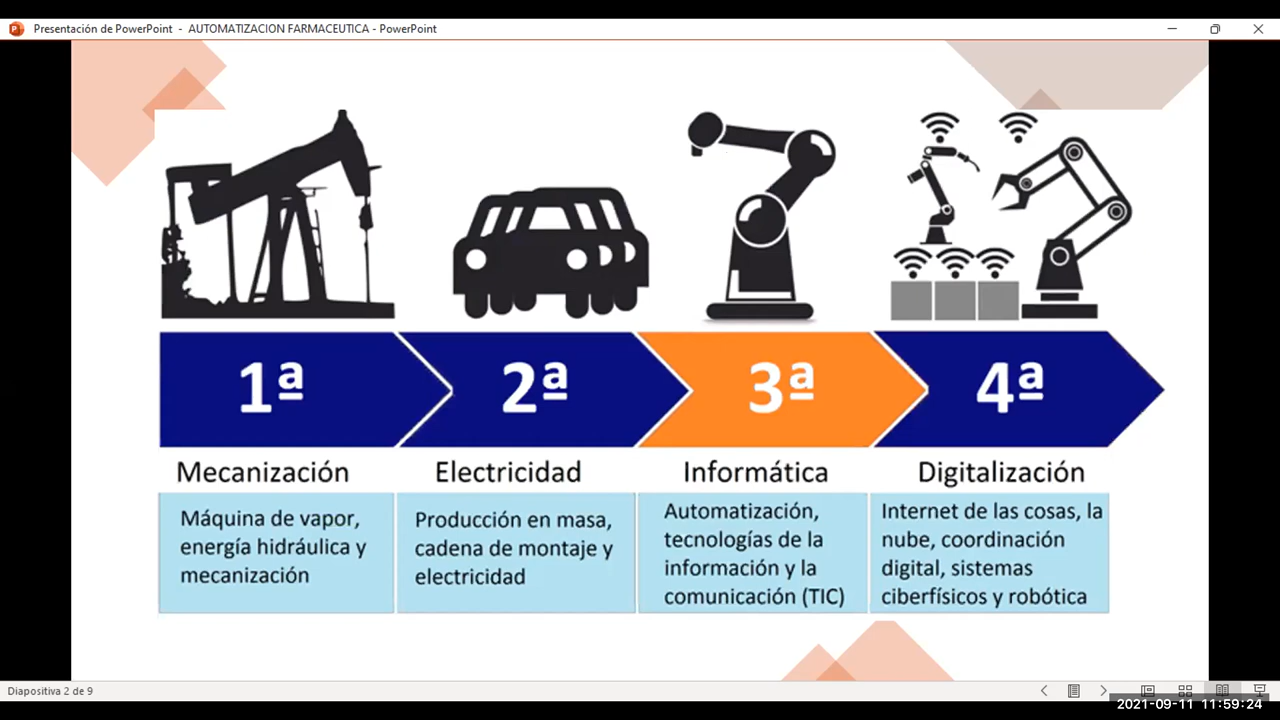 Presentación de PowerPoint - AUTOMATIZACION FARMACEUTICA - PowerPoint
1ª
2ª
3ª
4ª
Mecanización
Máquina de vapor,
energía hidráulica y
mecanización
Electricidad
Producción en masa,
cadena de montaje y
electricidad
Informática
Automatización,
tecnologías de la
información y la
comunicación (TIC)
Digitalización
Internet de las cosas, la
nube, coordinación
digital, sistemas
ciberfísicos y robótica
Diapositiva 2 de 9
2021-09-11 11:59:24